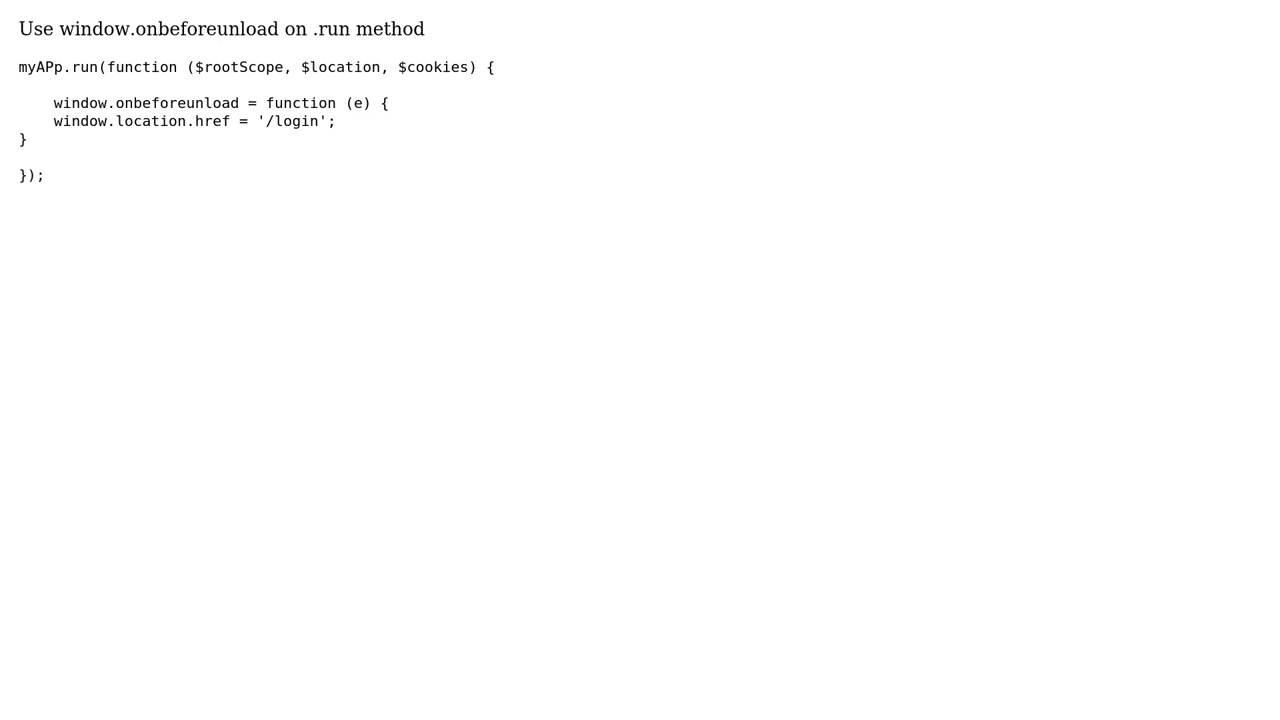 Use window.onbeforeunload on .run method
myAPp.run(function ($rootScope, $location, $cookies) {
    window.onbeforeunload = function (e) {
    window.location.href = '/login';
}
});